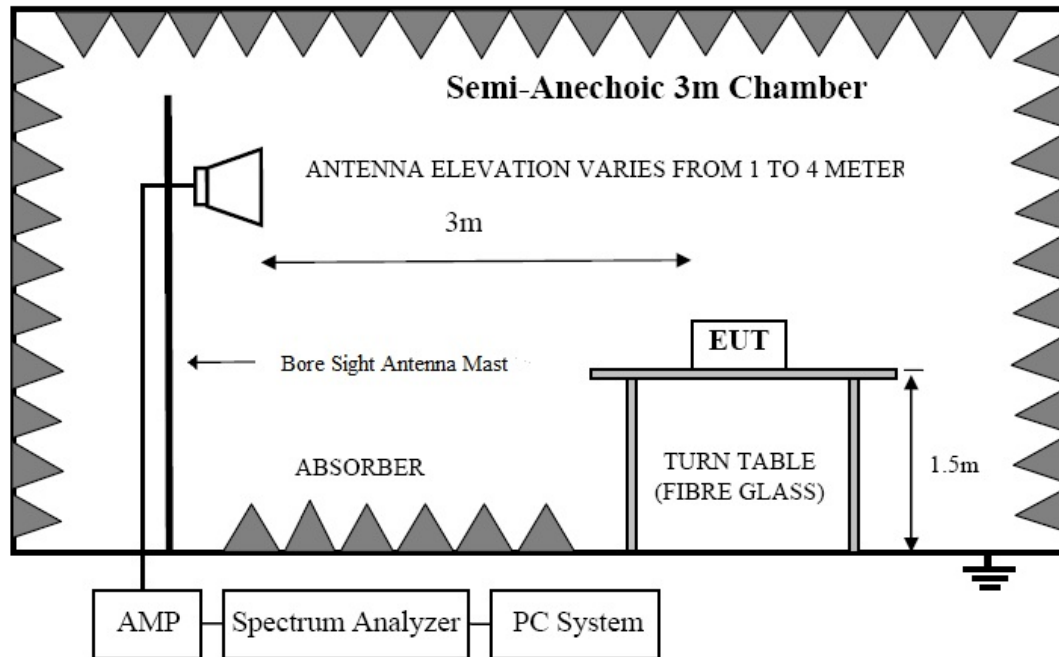 Semi-Anechoic 3m Chamber
ANTENNA ELEVATION VARIES FROM 1 TO 4 METER
3m
EUT
Bore Sight Antenna Mast
ABSORBER
TURN TABLE
(FIBRE GLASS)
1.5m
AMP
Spectrum Analyzer
PC System